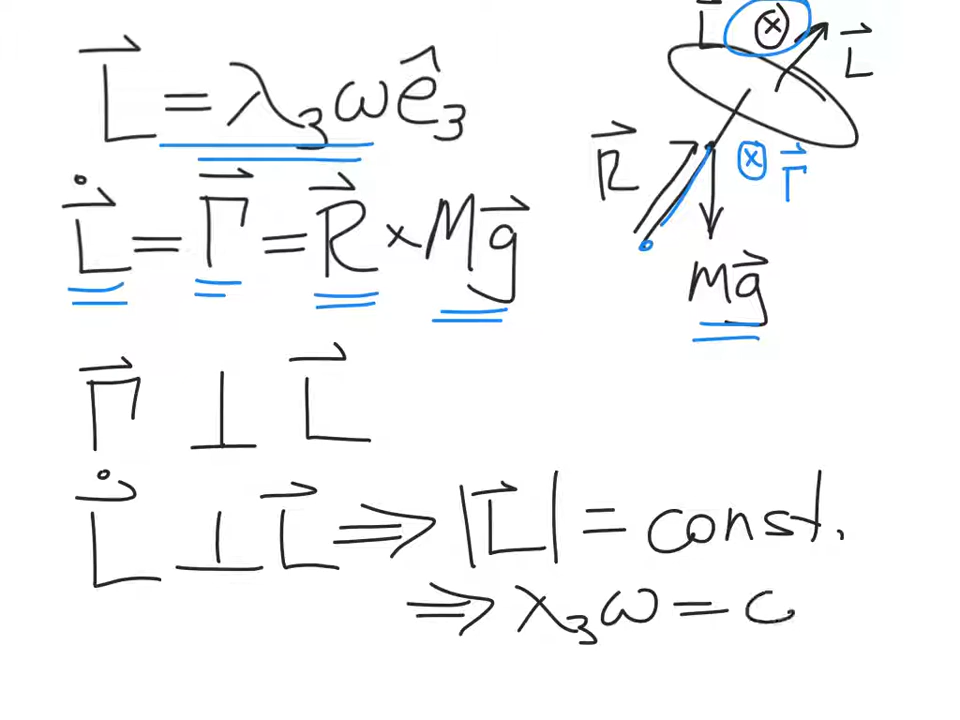 L⃗ = λ₃ωê₃
L⃗̇ = Γ⃗ = R⃗ × Mg⃗
Γ⃗ ⊥ L⃗
L⃗̇ ⊥ L⃗ ⇒ |L⃗| = const.
⇒ λ₃ω = c
L⃗
L⃗
R⃗
Γ⃗
Mg⃗